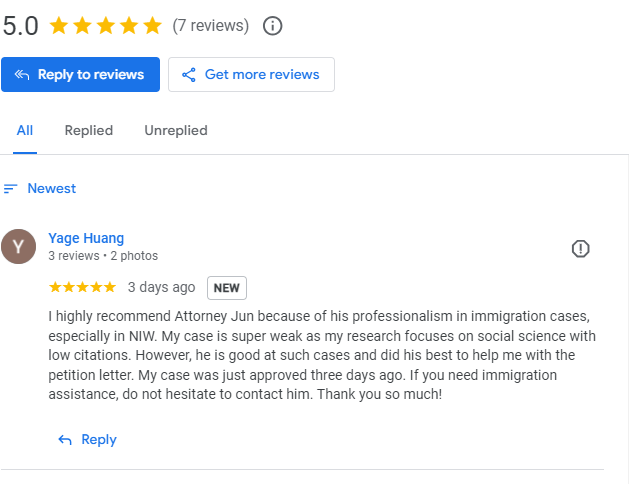 5.0 (7 reviews)
Reply to reviews Get more reviews
All Replied Unreplied
Newest
Y
Yage Huang
3 reviews • 2 photos
3 days ago NEW
I highly recommend Attorney Jun because of his professionalism in immigration cases,
especially in NIW. My case is super weak as my research focuses on social science with
low citations. However, he is good at such cases and did his best to help me with the
petition letter. My case was just approved three days ago. If you need immigration
assistance, do not hesitate to contact him. Thank you so much!
Reply